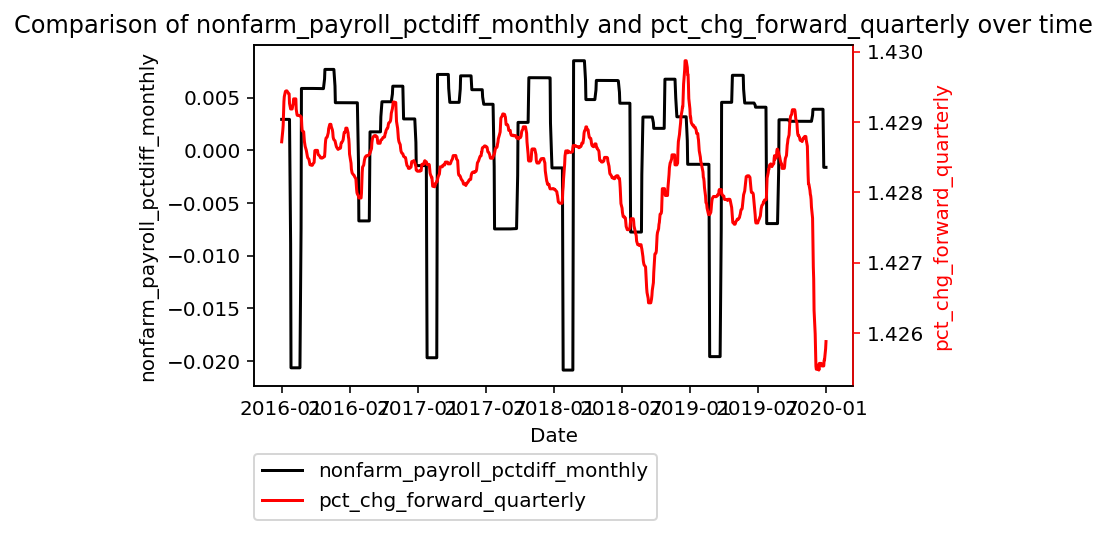 Comparison of nonfarm_payroll_pctdiff_monthly and pct_chg_forward_quarterly over time
nonfarm_payroll_pctdiff_monthly
0.005
0.000
−0.005
−0.010
−0.015
−0.020
1.430
1.429
1.428
1.427
1.426
pct_chg_forward_quarterly
2016-01 2016-07 2017-01 2017-07 2018-01 2018-07 2019-01 2019-07 2020-01
Date
nonfarm_payroll_pctdiff_monthly
pct_chg_forward_quarterly